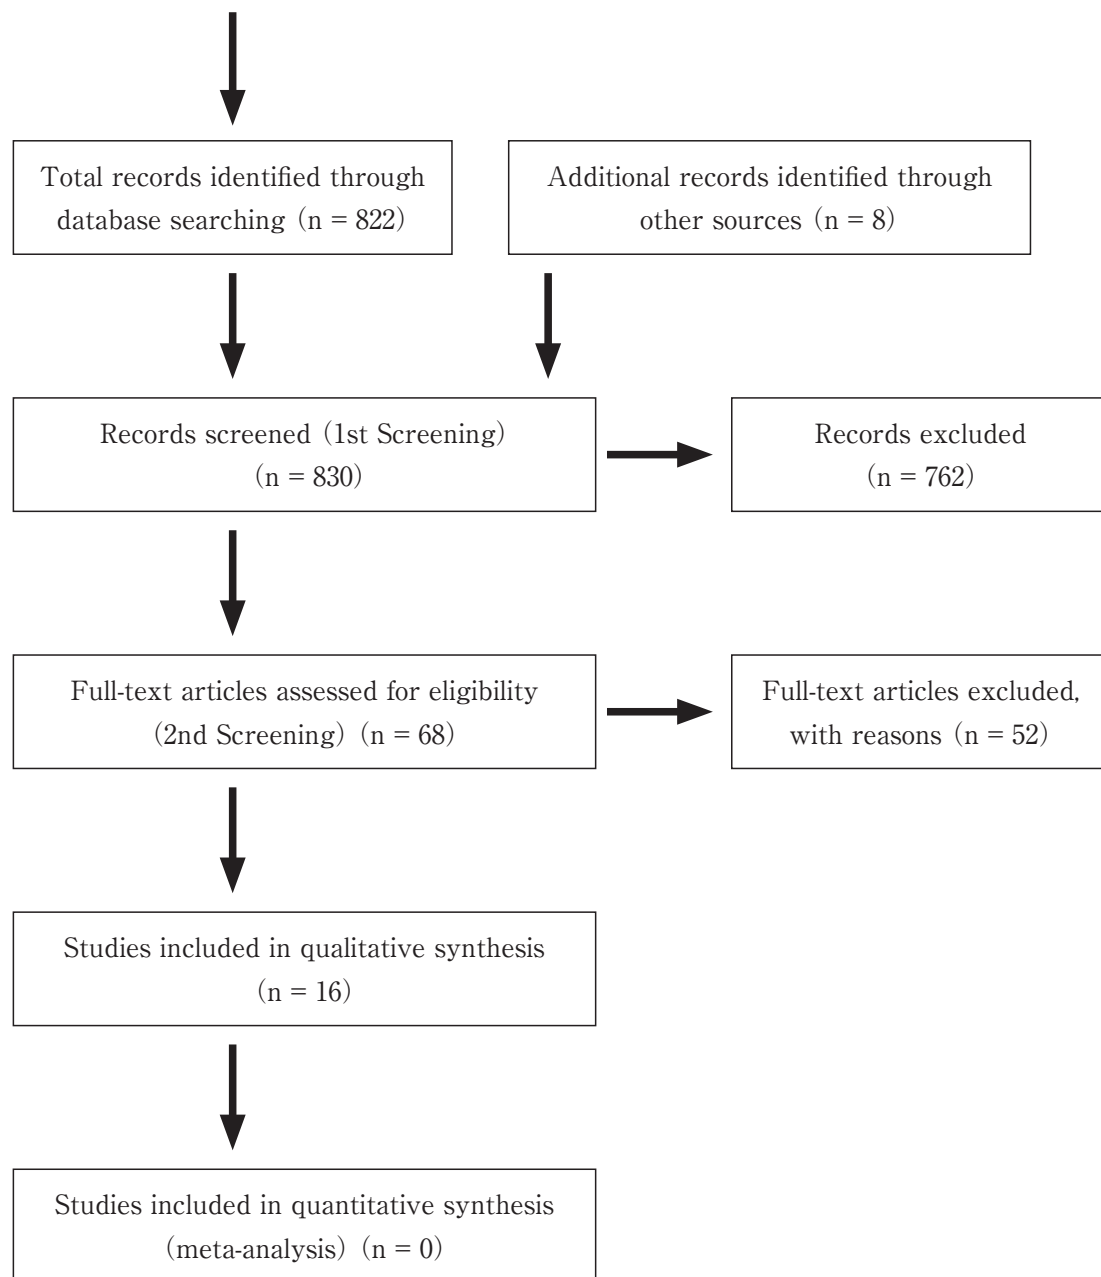 Total records identified through
database searching (n = 822)
Additional records identified through
other sources (n = 8)
Records screened (1st Screening)
(n = 830)
Records excluded
(n = 762)
Full-text articles assessed for eligibility
(2nd Screening) (n = 68)
Full-text articles excluded,
with reasons (n = 52)
Studies included in qualitative synthesis
(n = 16)
Studies included in quantitative synthesis
(meta-analysis) (n = 0)